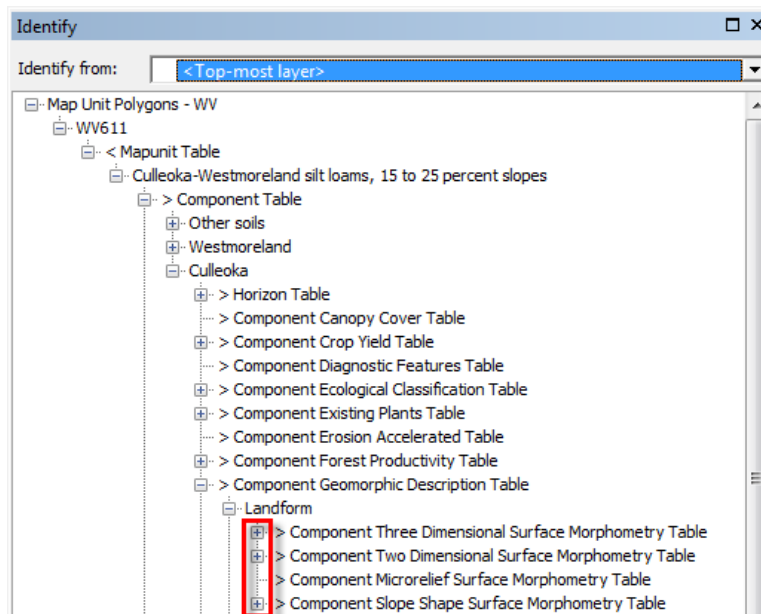 Identify
Identify from: <Top-most layer>
Map Unit Polygons - WV
WV611
< Mapunit Table
Culleoka-Westmoreland silt loams, 15 to 25 percent slopes
> Component Table
Other soils
Westmoreland
Culleoka
> Horizon Table
> Component Canopy Cover Table
> Component Crop Yield Table
> Component Diagnostic Features Table
> Component Ecological Classification Table
> Component Existing Plants Table
> Component Erosion Accelerated Table
> Component Forest Productivity Table
> Component Geomorphic Description Table
Landform
> Component Three Dimensional Surface Morphometry Table
> Component Two Dimensional Surface Morphometry Table
> Component Microrelief Surface Morphometry Table
> Component Slope Shape Surface Morphometry Table